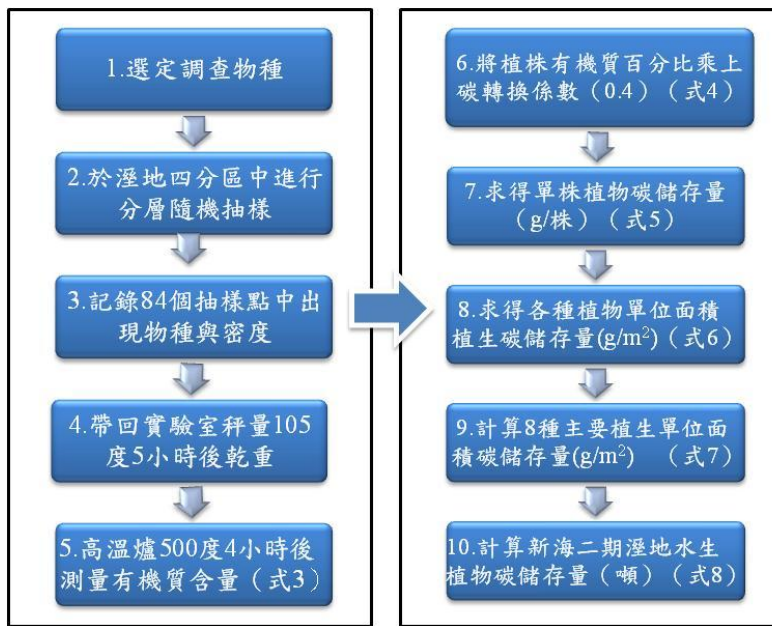 1.選定調查物種
2.於溼地四分區中進行
分層隨機抽樣
3.記錄84個抽樣點中出
現物種與密度
4.帶回實驗室秤量105
度5小時後乾重
5.高溫爐500度4小時後
測量有機質含量（式3）
6.將植株有機質百分比乘上
碳轉換係數（0.4）（式4）
7.求得單株植物碳儲存量
（g/株）（式5）
8.求得各種植物單位面積
植生碳儲存量(g/m²)（式6）
9.計算8種主要植生單位面
積碳儲存量(g/m²)　（式7）
10.計算新海二期溼地水生
植物碳儲存量（噸）（式8）